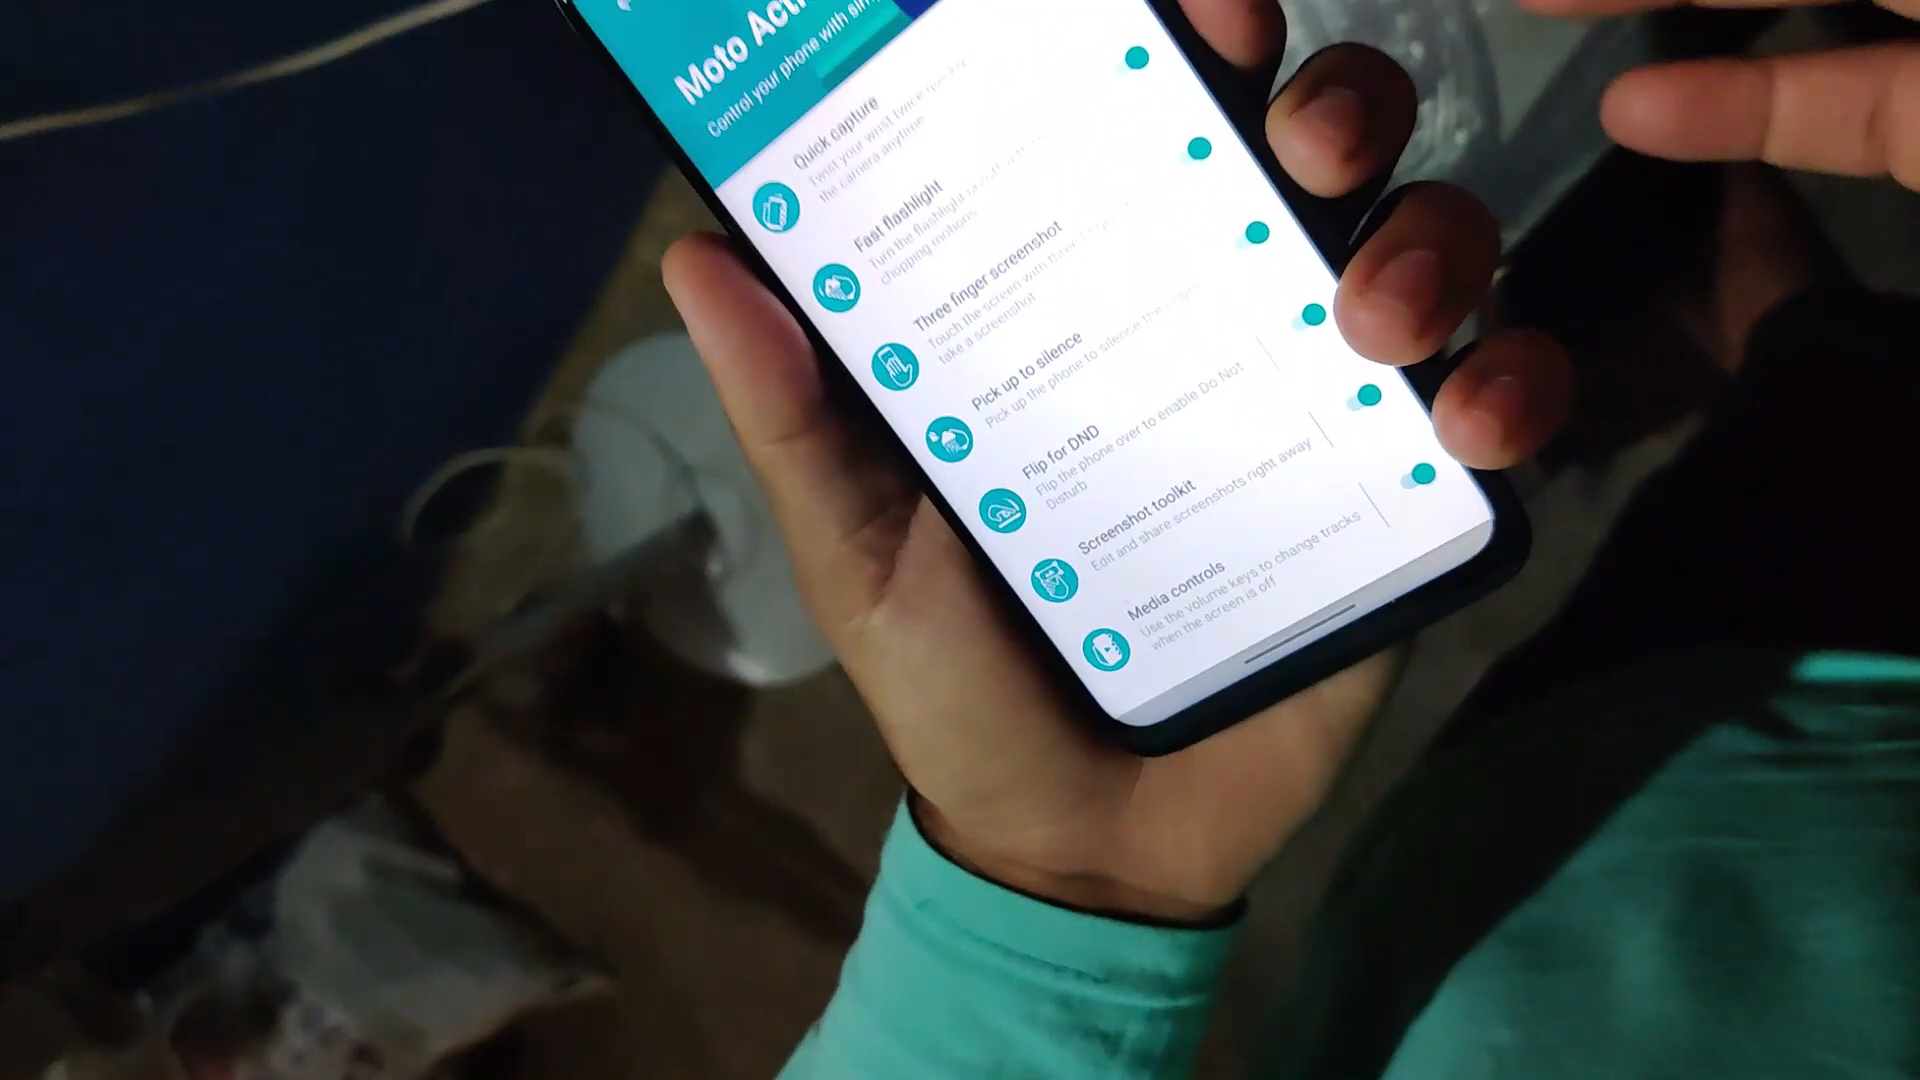 Moto
Control your phone with
Quick capture
Twist your wrist twice quickly
the camera anytime
Fast flashlight
Turn the flashlight
chopping motions
Three finger screenshot
Touch the screen with three
take a screenshot
Pick up to silence
Pick up the phone to silence the
Flip for DND
Flip the phone over to enable Do Not
Disturb
Screenshot toolkit
Edit and share screenshots right away
Media controls
Use the volume keys to change tracks
when the screen is off